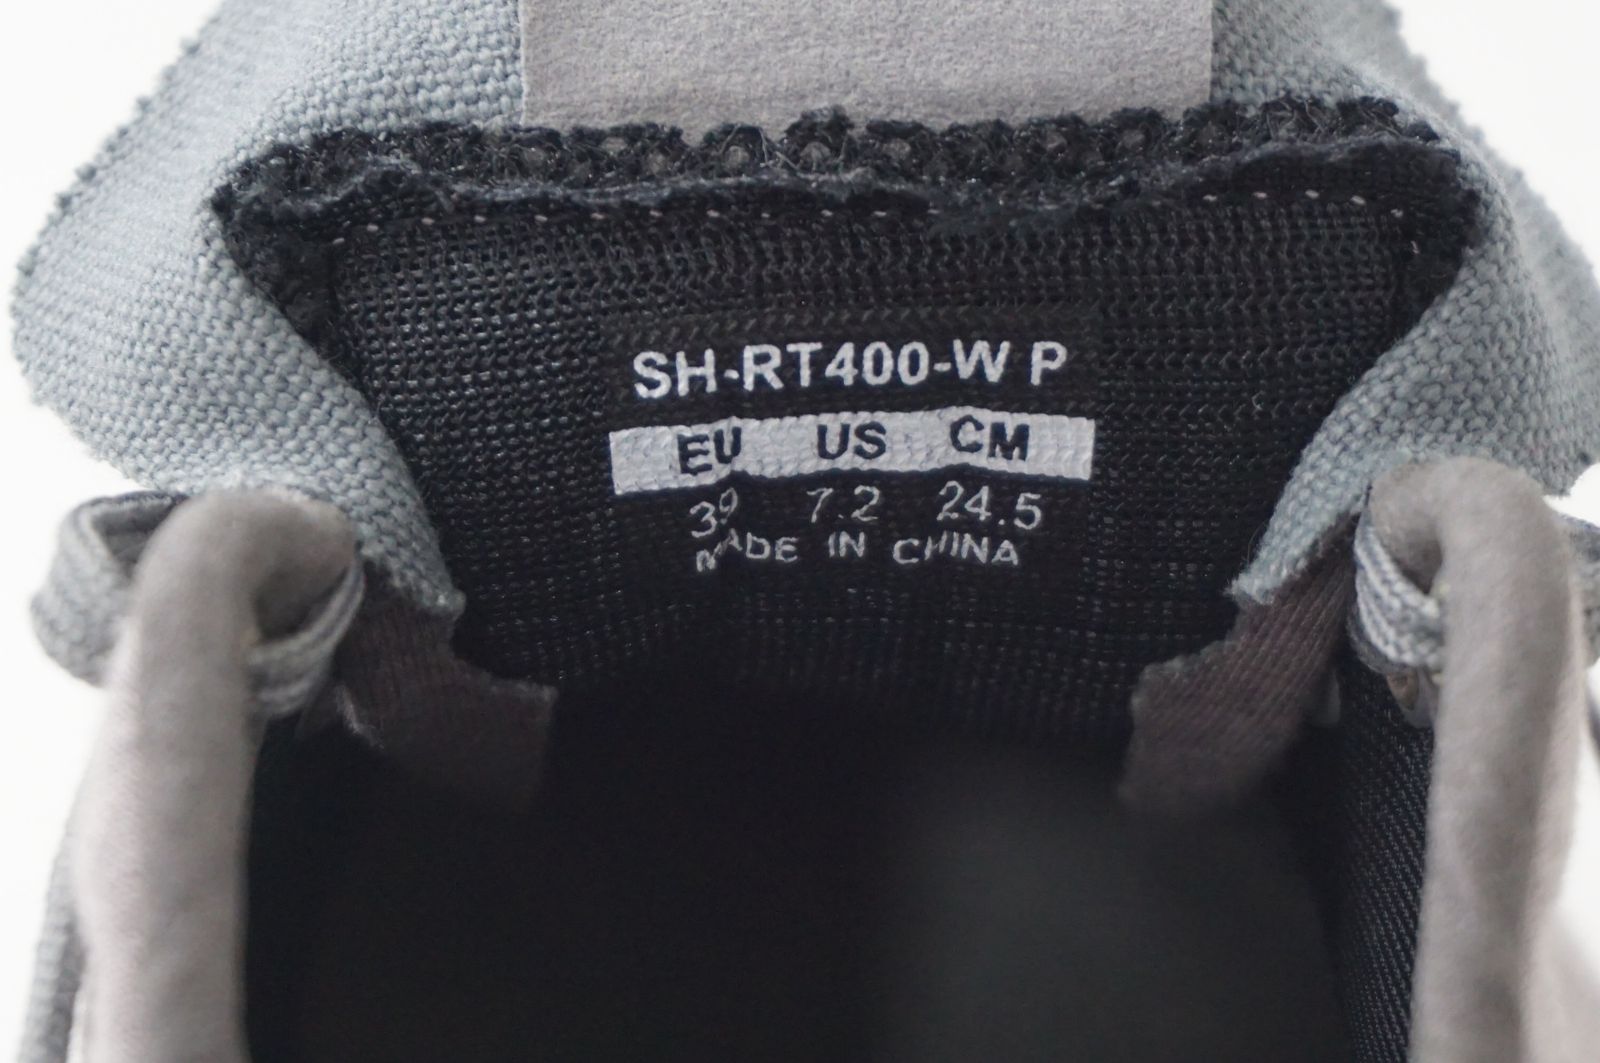 SH-RT400-W P
EU US CM
39 7.2 24.5
MADE IN CHINA